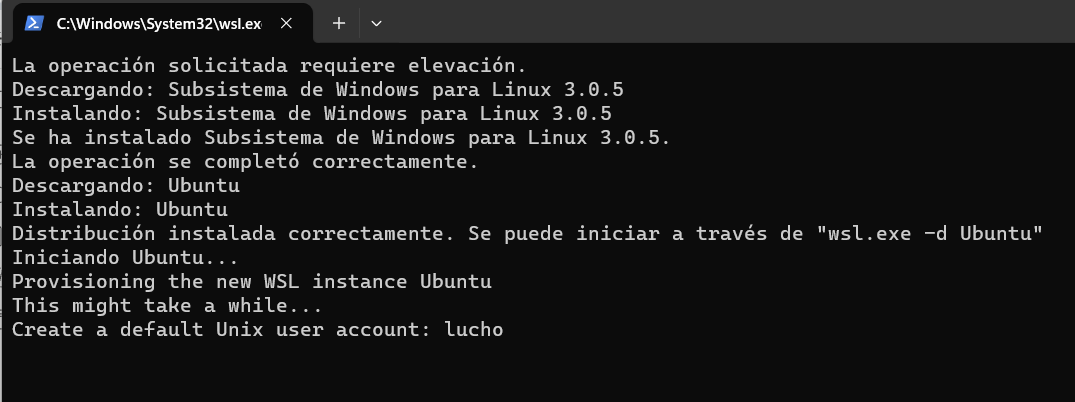 C:\Windows\System32\wsl.ex
La operación solicitada requiere elevación.
Descargando: Subsistema de Windows para Linux 3.0.5
Instalando: Subsistema de Windows para Linux 3.0.5
Se ha instalado Subsistema de Windows para Linux 3.0.5.
La operación se completó correctamente.
Descargando: Ubuntu
Instalando: Ubuntu
Distribución instalada correctamente. Se puede iniciar a través de "wsl.exe -d Ubuntu"
Iniciando Ubuntu...
Provisioning the new WSL instance Ubuntu
This might take a while...
Create a default Unix user account: lucho